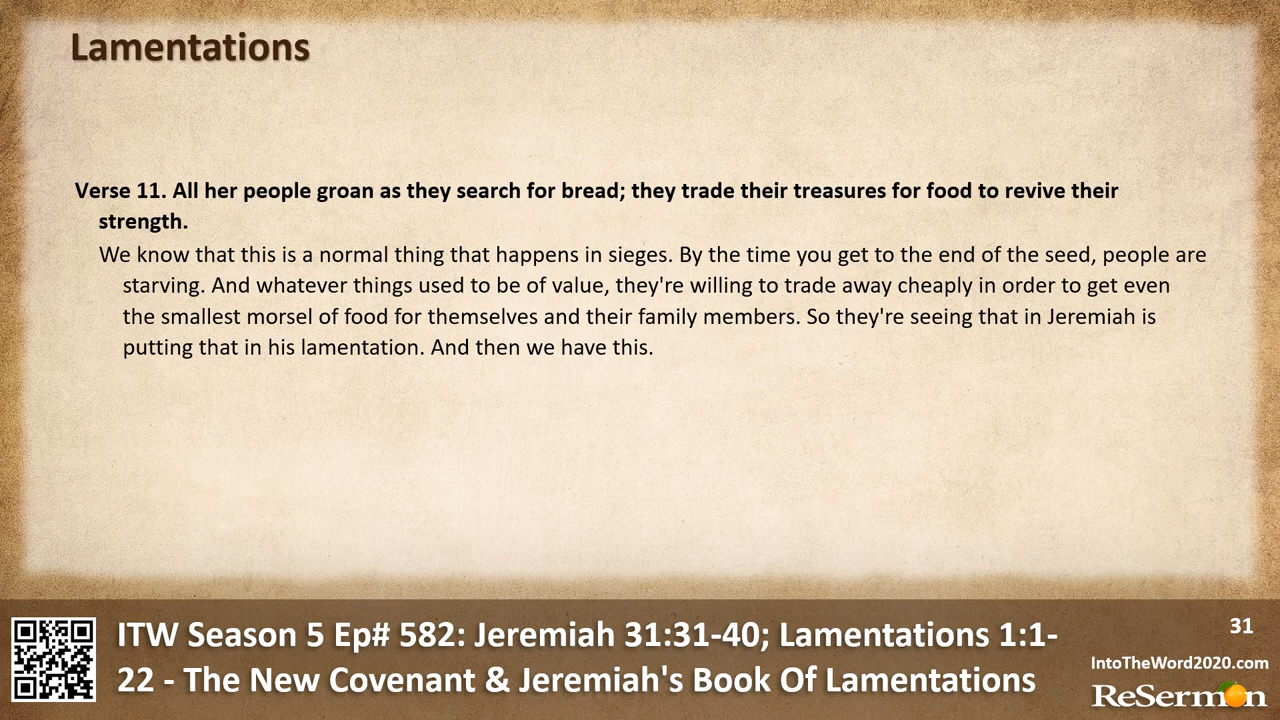 Lamentations
Verse 11. All her people groan as they search for bread; they trade their treasures for food to revive their
strength.
We know that this is a normal thing that happens in sieges. By the time you get to the end of the seed, people are
starving. And whatever things used to be of value, they're willing to trade away cheaply in order to get even
the smallest morsel of food for themselves and their family members. So they're seeing that in Jeremiah is
putting that in his lamentation. And then we have this.
ITW Season 5 Ep# 582: Jeremiah 31:31-40; Lamentations 1:1-
22 - The New Covenant & Jeremiah's Book Of Lamentations
31
IntoTheWord2020.com
ReSermon